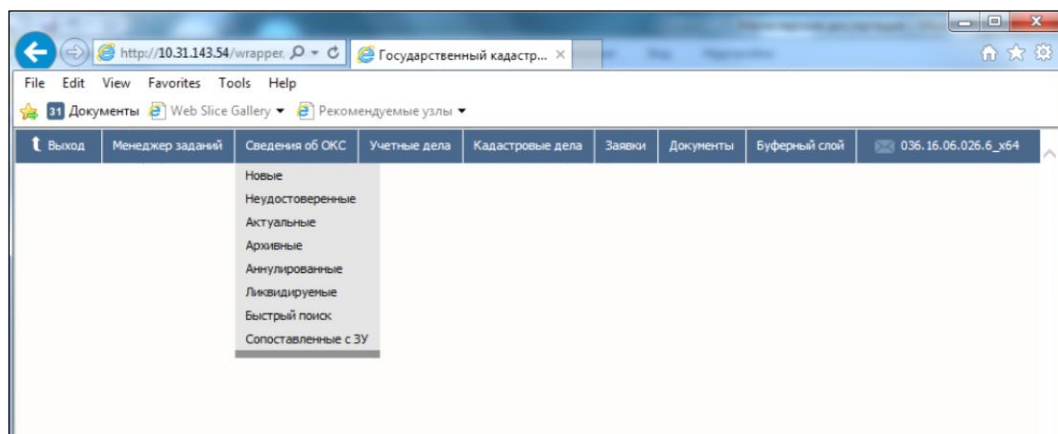 http://10.31.143.54/wrapper. Государственный кадастр...
File Edit View Favorites Tools Help
31 Документы Web Slice Gallery Рекомендуемые узлы
Выход Менеджер заданий Сведения об ОКС Учетные дела Кадастровые дела Заявки Документы Буферный слой 036.16.06.026.6_x64
Новые
Неудостоверенные
Актуальные
Архивные
Аннулированные
Ликвидируемые
Быстрый поиск
Сопоставленные с ЗУ